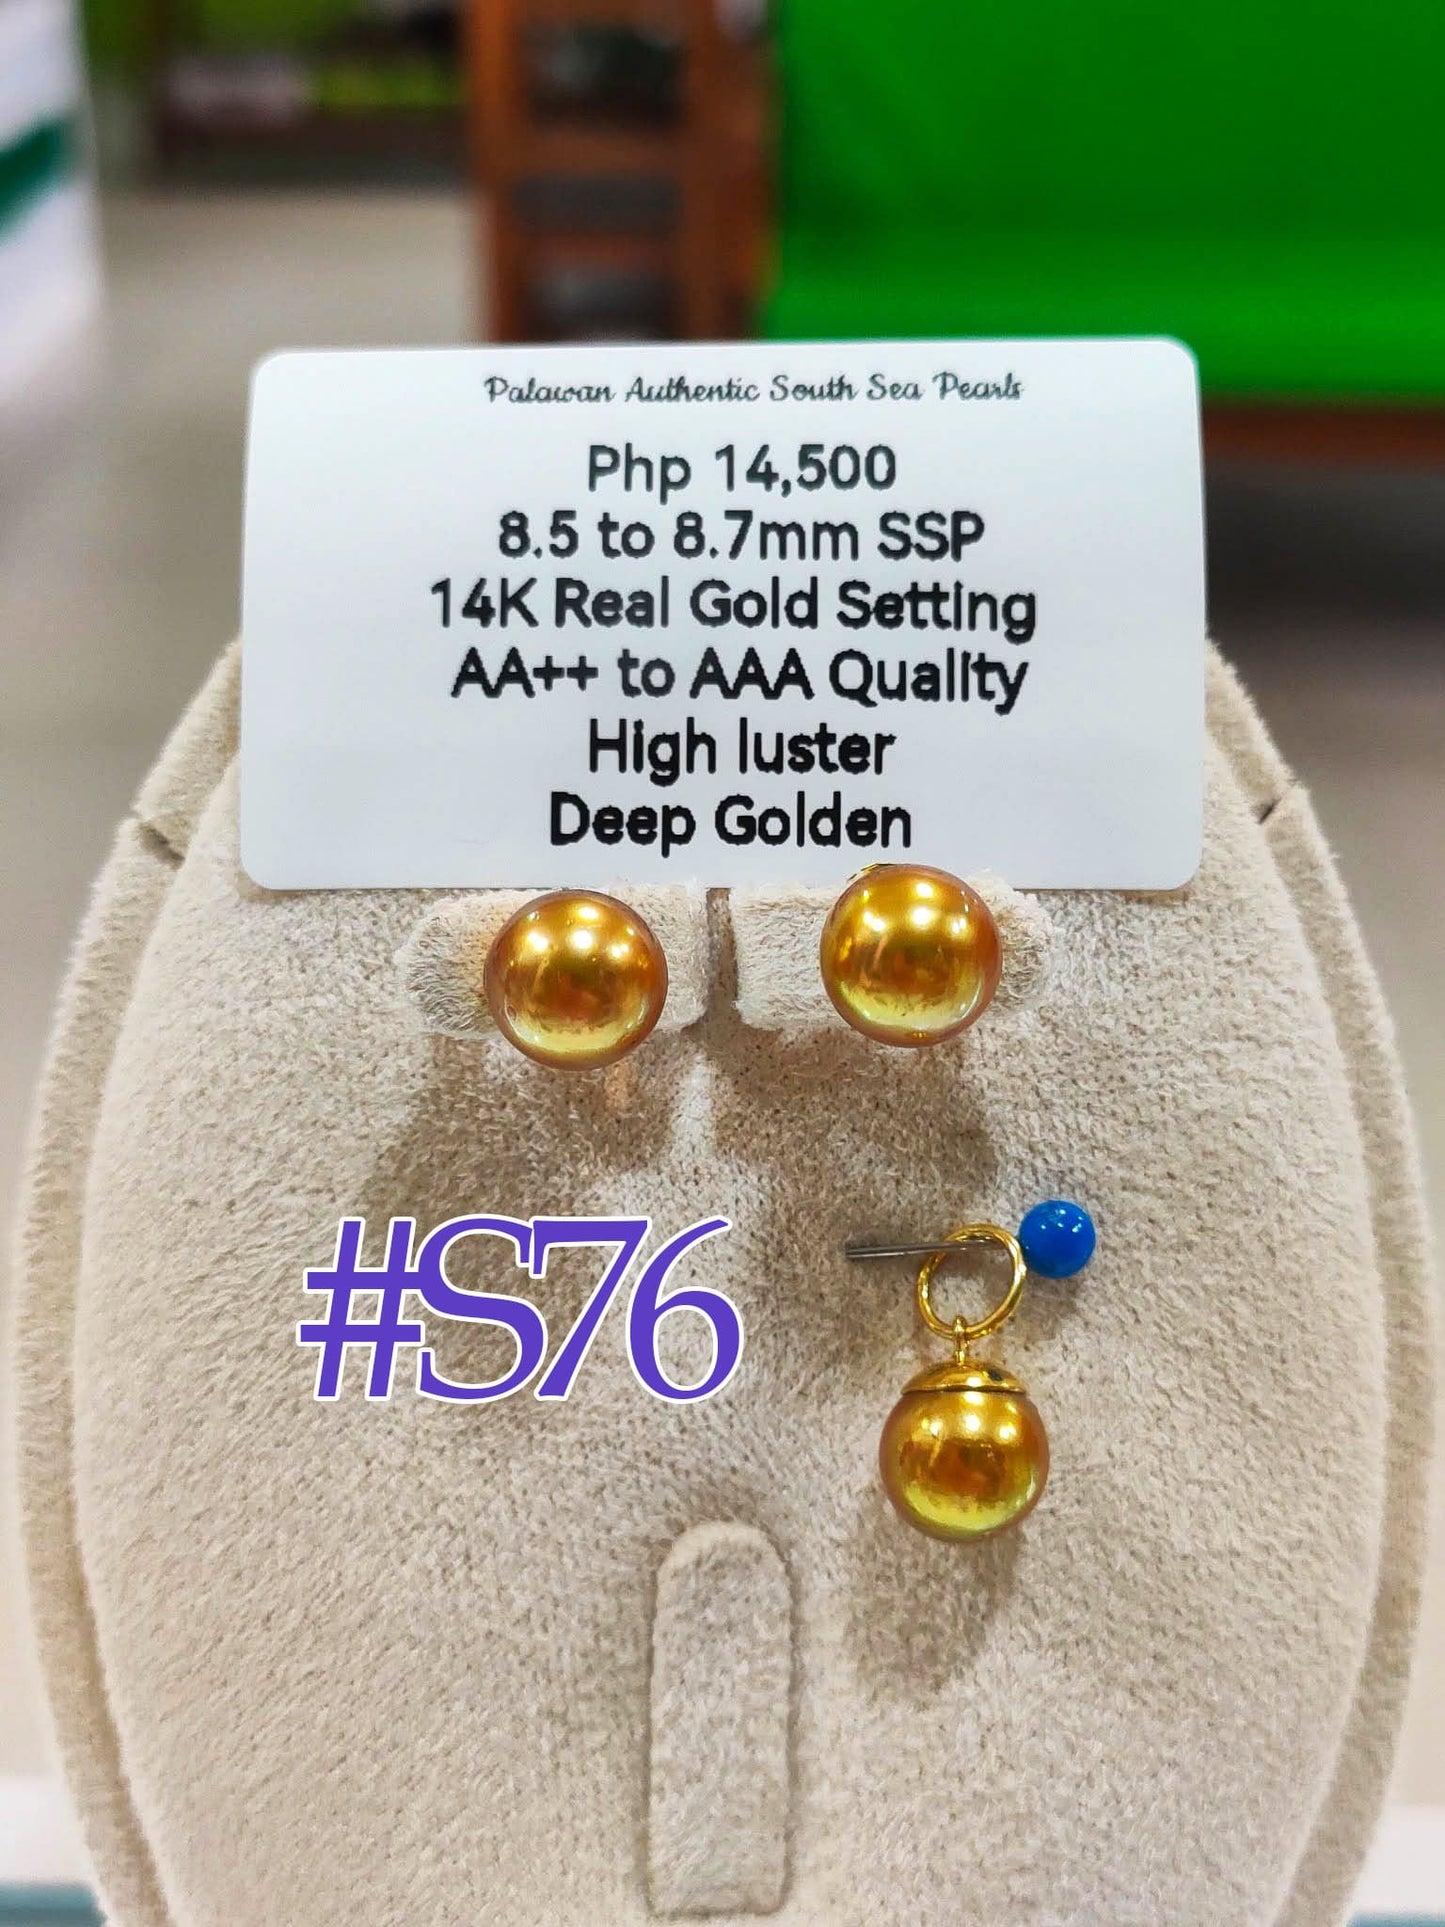 Palawan Authentic South Sea Pearls
Php 14,500
8.5 to 8.7mm SSP
14K Real Gold Setting
AA++ to AAA Quality
High luster
Deep Golden
#S76